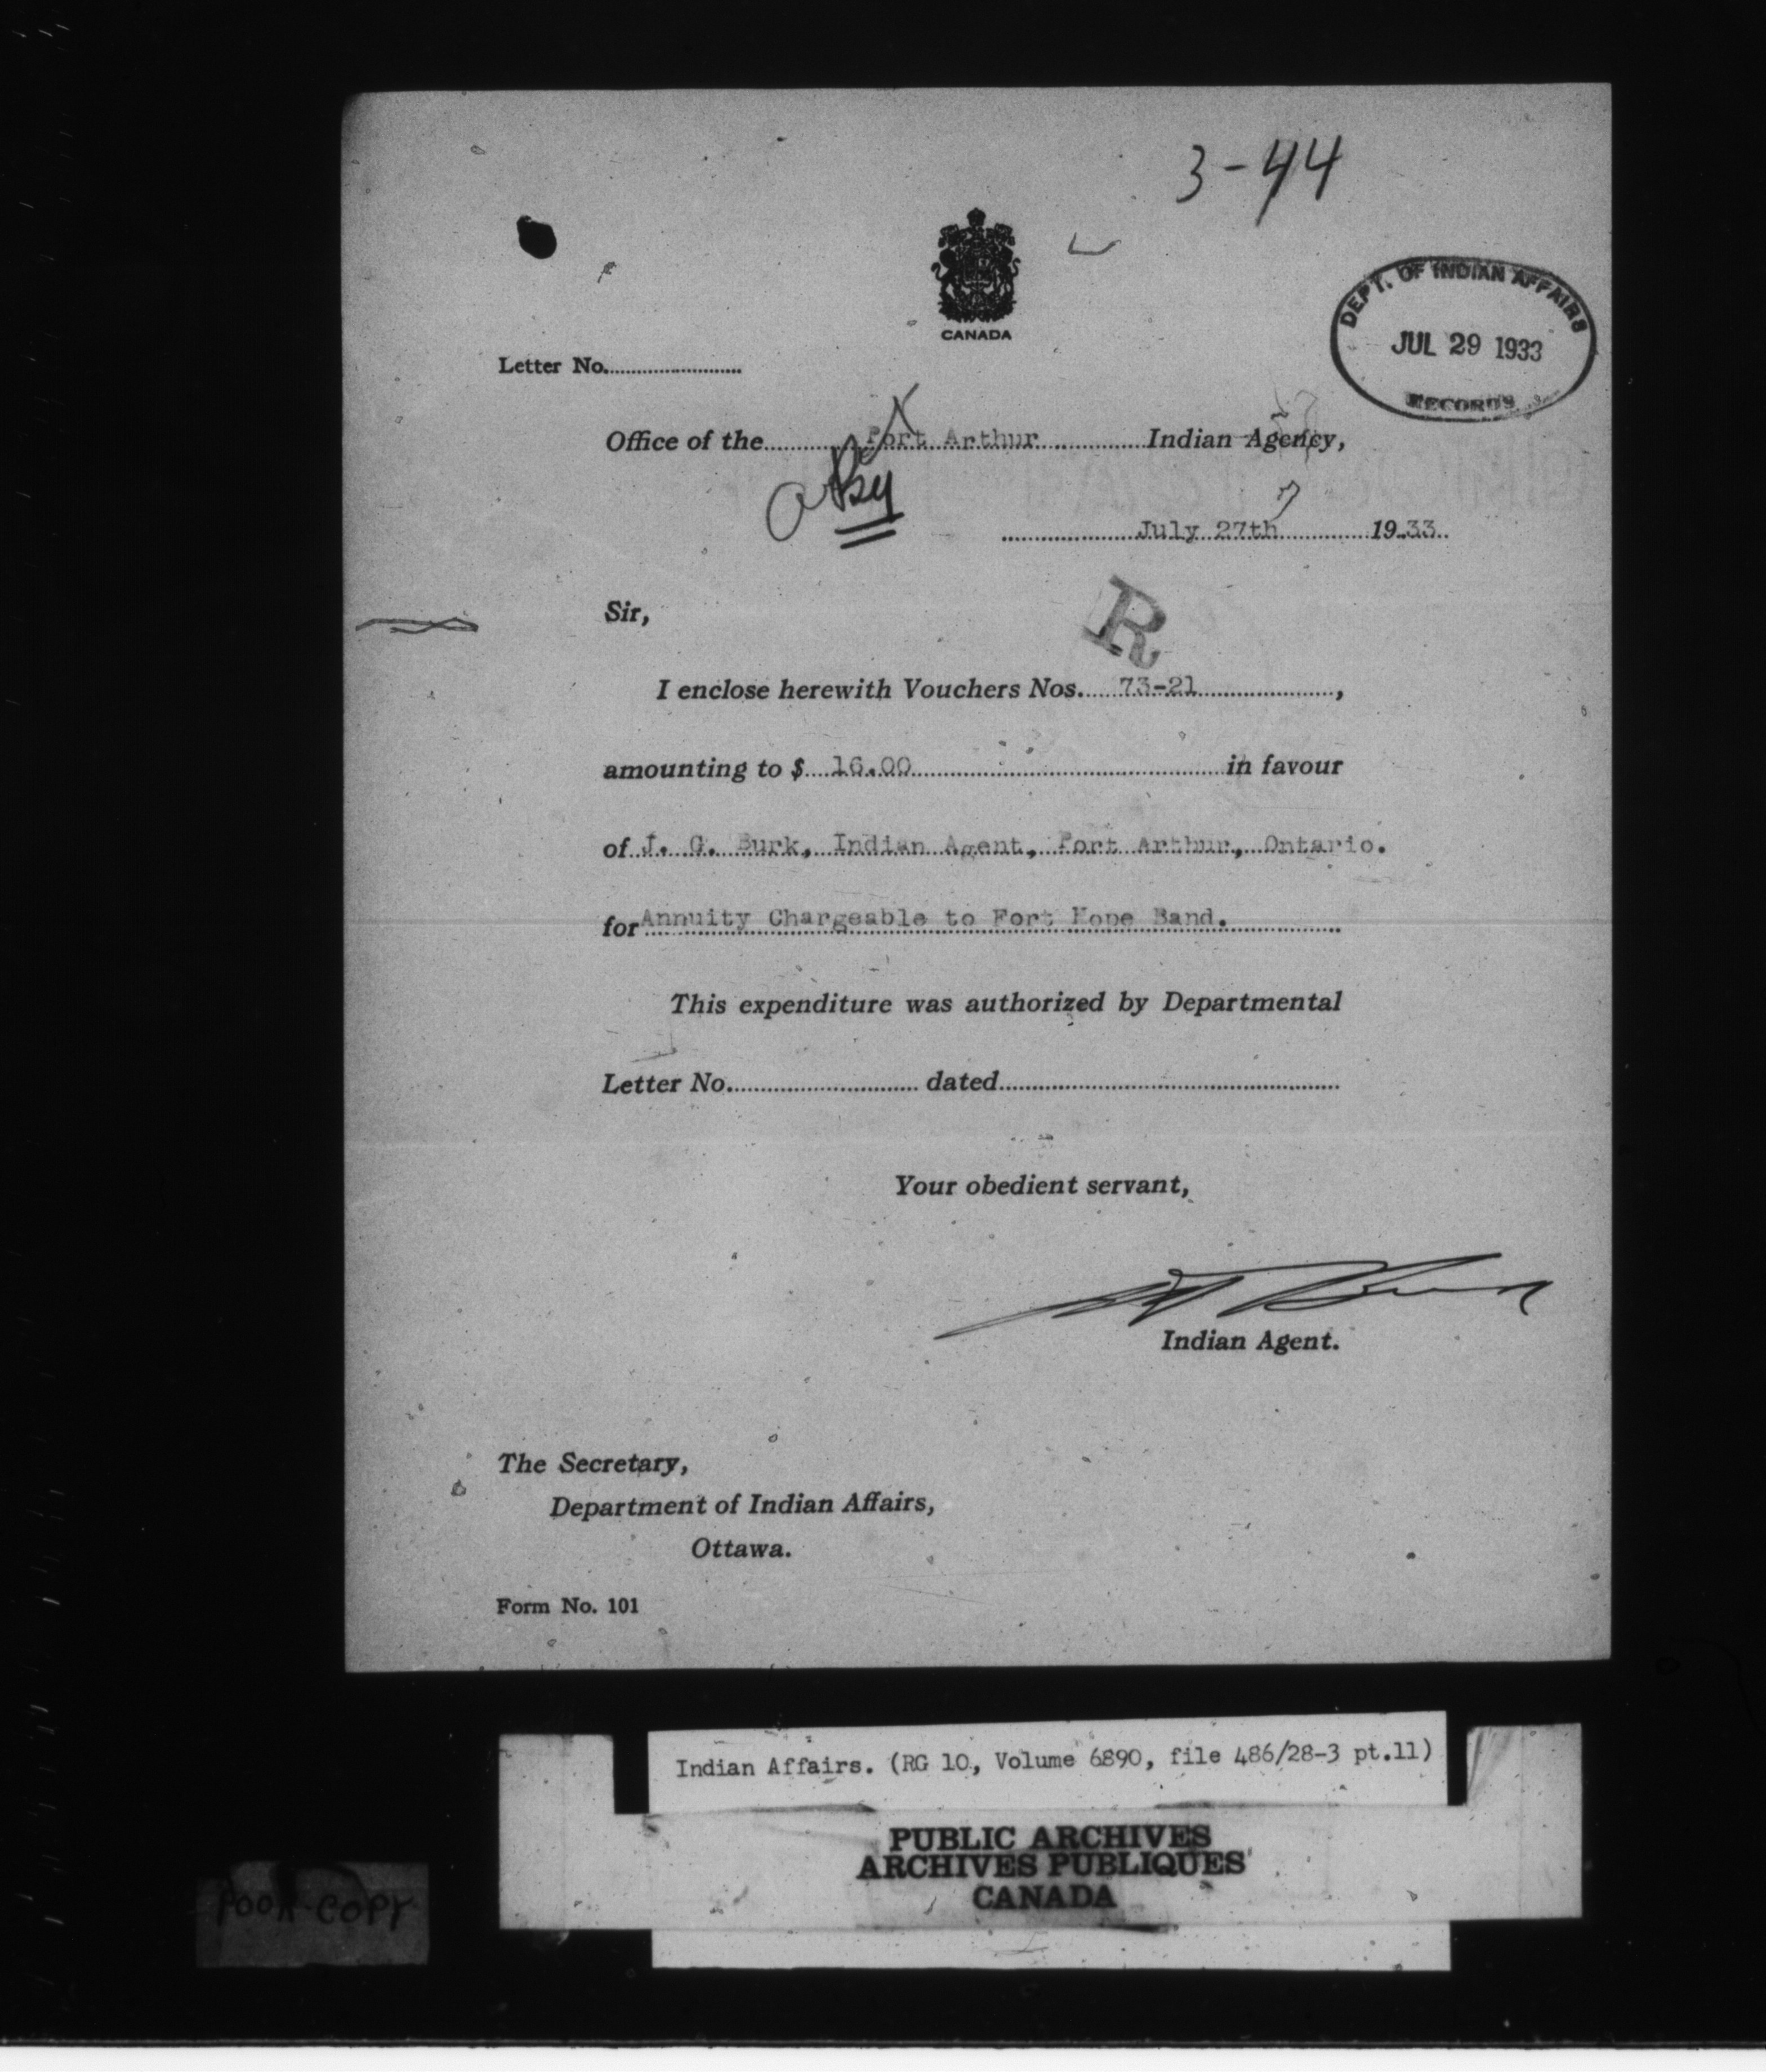 3-44
CANADA
DEPT. OF INDIAN AFFAIRS
JUL 29 1933
RECORDS
Letter No.
Office of the Port Arthur Indian Agency,
July 27th 1933
Sir,
R
I enclose herewith Vouchers Nos. 73-21,
amounting to $ 16.00 in favour
of J. G. Burk, Indian Agent, Port Arthur, Ontario.
for Annuity Chargeable to Fort Hope Band.
This expenditure was authorized by Departmental
Letter No. dated
Your obedient servant,
Indian Agent.
The Secretary,
Department of Indian Affairs,
Ottawa.
Form No. 101
Indian Affairs. (RG 10, Volume 6890, file 486/28-3 pt.11)
PUBLIC ARCHIVES
ARCHIVES PUBLIQUES
CANADA
POOR COPY